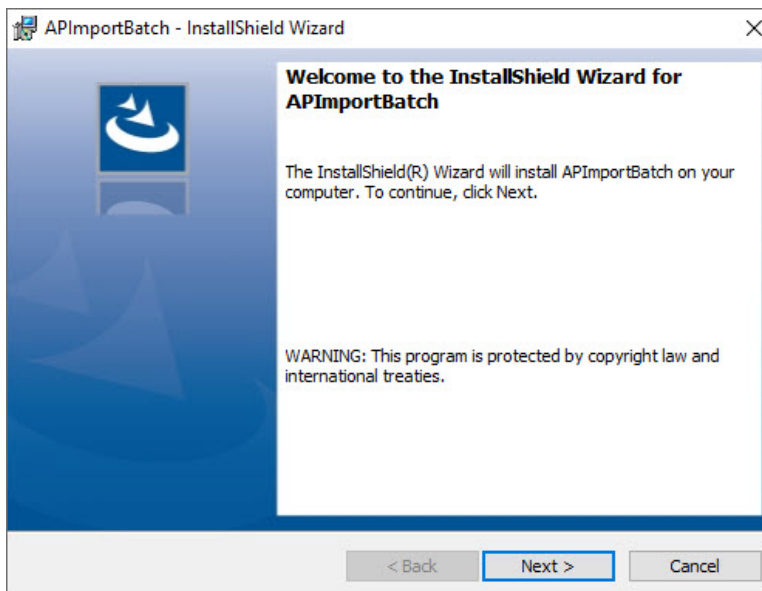 APImportBatch - InstallShield Wizard
Welcome to the InstallShield Wizard for
APImportBatch
The InstallShield(R) Wizard will install APImportBatch on your
computer. To continue, click Next.
WARNING: This program is protected by copyright law and
international treaties.
< Back Next > Cancel